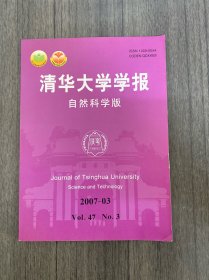 清华大学学报
自然科学版
Journal of Tsinghua University
Science and Technology
2007-03
Vol. 47 No. 3